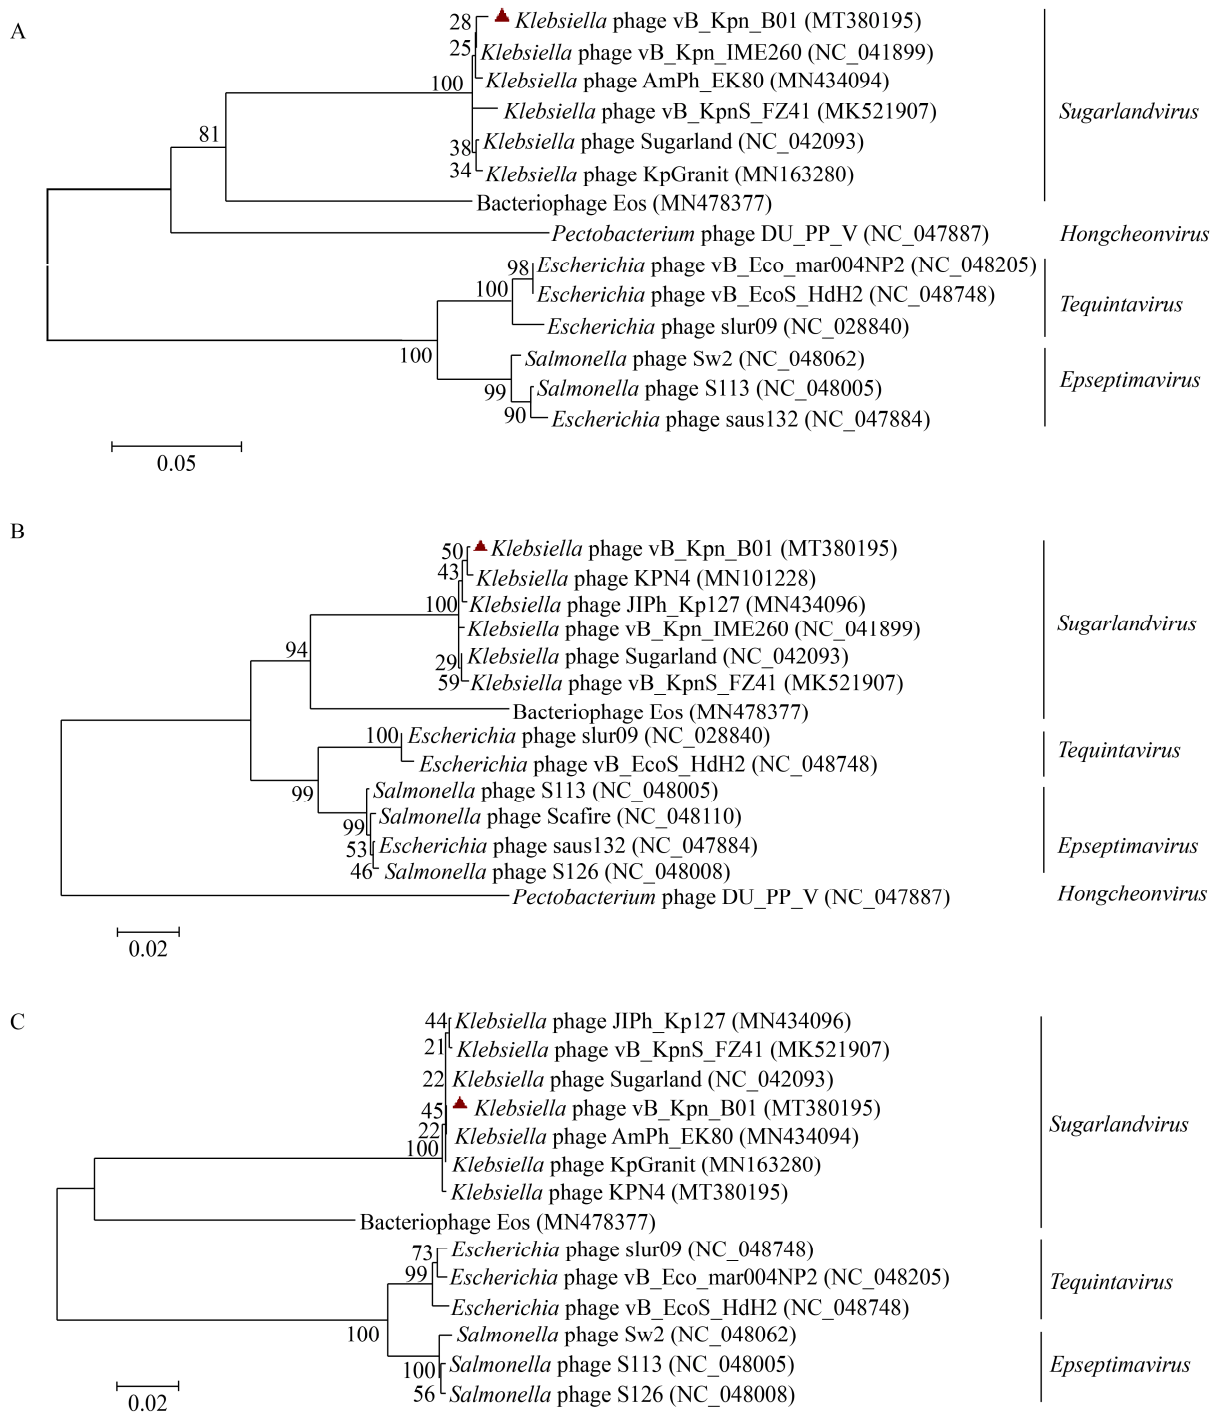 A
28 Klebsiella phage vB_Kpn_B01 (MT380195)
25 Klebsiella phage vB_Kpn_IME260 (NC_041899)
100 Klebsiella phage AmPh_EK80 (MN434094)
Klebsiella phage vB_KpnS_FZ41 (MK521907)
Sugarlandvirus
81
38 Klebsiella phage Sugarland (NC_042093)
34 Klebsiella phage KpGranit (MN163280)
Bacteriophage Eos (MN478377)
Pectobacterium phage DU_PP_V (NC_047887)
Hongcheonvirus
98 Escherichia phage vB_Eco_mar004NP2 (NC_048205)
100 Escherichia phage vB_EcoS_HdH2 (NC_048748)
Tequintavirus
Escherichia phage slur09 (NC_028840)
100
Salmonella phage Sw2 (NC_048062)
Epseptimavirus
99 Salmonella phage S113 (NC_048005)
90 Escherichia phage saus132 (NC_047884)
0.05
B
50 Klebsiella phage vB_Kpn_B01 (MT380195)
43 Klebsiella phage KPN4 (MN101228)
100 Klebsiella phage JIPh_Kp127 (MN434096)
Klebsiella phage vB_Kpn_IME260 (NC_041899)
Sugarlandvirus
94
29 Klebsiella phage Sugarland (NC_042093)
59 Klebsiella phage vB_KpnS_FZ41 (MK521907)
Bacteriophage Eos (MN478377)
100 Escherichia phage slur09 (NC_028840)
Tequintavirus
Escherichia phage vB_EcoS_HdH2 (NC_048748)
99 Salmonella phage S113 (NC_048005)
99 Salmonella phage Scafire (NC_048110)
53 Escherichia phage saus132 (NC_047884)
Epseptimavirus
46 Salmonella phage S126 (NC_048008)
Pectobacterium phage DU_PP_V (NC_047887)
Hongcheonvirus
0.02
C
44 Klebsiella phage JIPh_Kp127 (MN434096)
21 Klebsiella phage vB_KpnS_FZ41 (MK521907)
22 Klebsiella phage Sugarland (NC_042093)
45 Klebsiella phage vB_Kpn_B01 (MT380195)
Sugarlandvirus
22 Klebsiella phage AmPh_EK80 (MN434094)
100 Klebsiella phage KpGranit (MN163280)
Klebsiella phage KPN4 (MT380195)
Bacteriophage Eos (MN478377)
73 Escherichia phage slur09 (NC_048748)
99 Escherichia phage vB_Eco_mar004NP2 (NC_048205)
Tequintavirus
Escherichia phage vB_EcoS_HdH2 (NC_048748)
100 Salmonella phage Sw2 (NC_048062)
100 Salmonella phage S113 (NC_048005)
Epseptimavirus
56 Salmonella phage S126 (NC_048008)
0.02